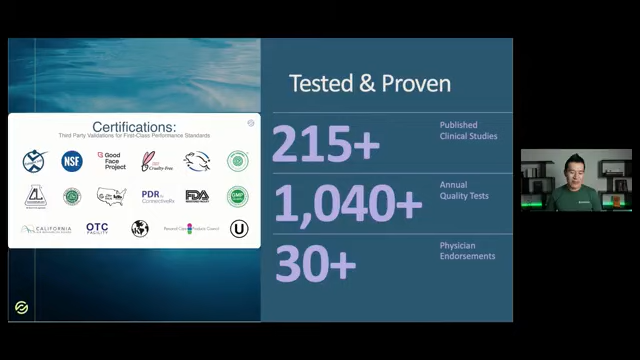 Tested & Proven
Certifications:
Third Party Validations for First-Class Performance Standards
215+
Published
Clinical Studies
NSF
Good
Face
Project
Cruelty-Free
1,040+
Annual
Quality Tests
PDR
ConnectiveRx
FDA
GMP
CALIFORNIA
OTC
FACILITY
Personal Care Products Council
U
30+
Physician
Endorsements